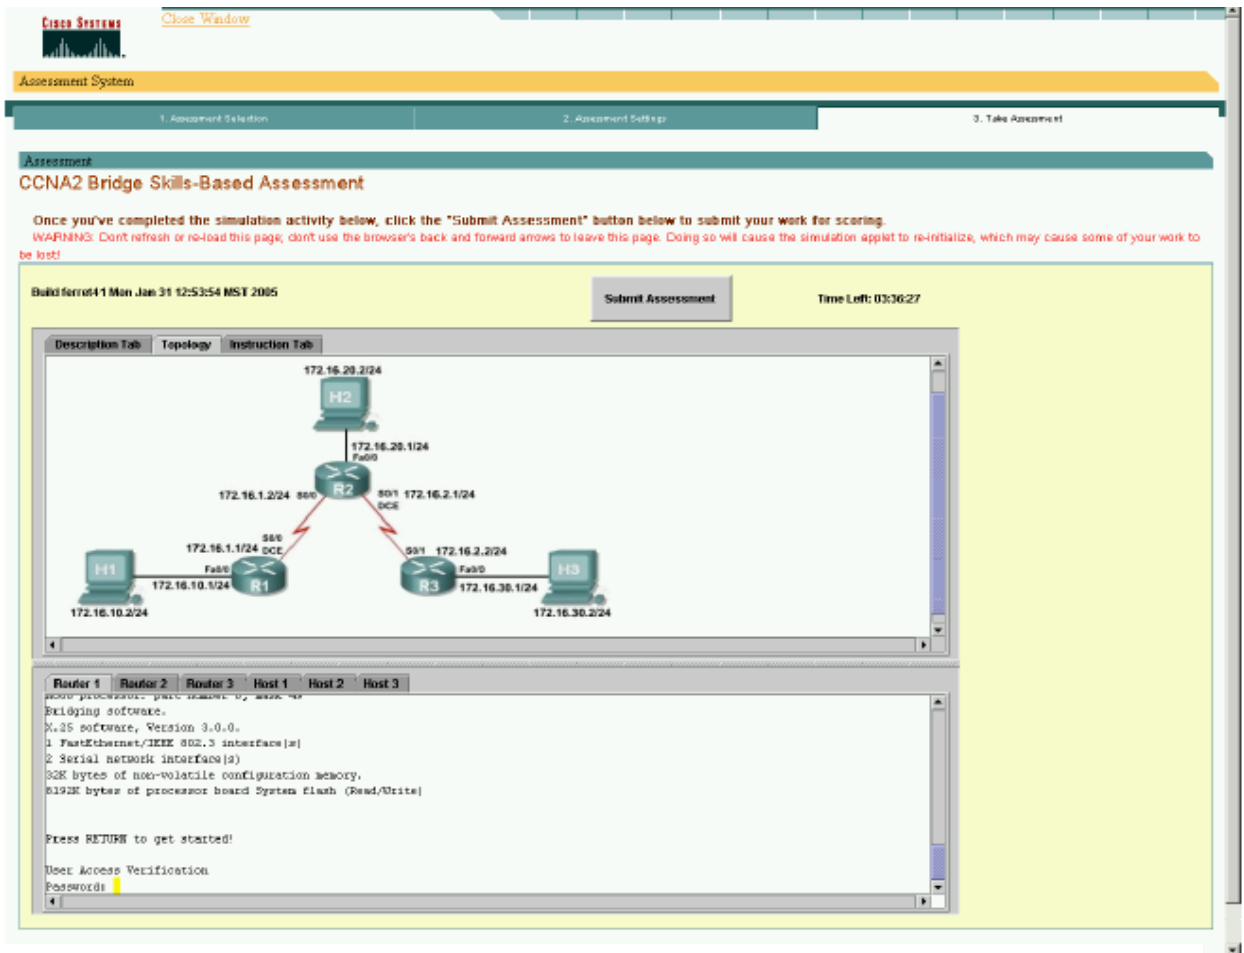 CISCO SYSTEMS
Close Window
Assessment System
1. Assessment Selection
2. Assessment Settings
3. Take Assessment
Assessment
CCNA2 Bridge Skills-Based Assessment
Once you've completed the simulation activity below, click the "Submit Assessment" button below to submit your work for scoring.
WARNING: Don't refresh or re-load this page; don't use the browser's back and forward arrows to leave this page. Doing so will cause the simulation applet to re-initialize, which may cause some of your work to
be lost!
Build ferret41 Mon Jan 31 12:53:54 MST 2005
Submit Assessment
Time Left: 03:36:27
Description Tab
Topology
Instruction Tab
172.16.20.2/24
H2
172.16.20.1/24
Fa0/0
172.16.1.2/24 S0/0
R2
S0/1 172.16.2.1/24
DCE
S0/0
172.16.1.1/24 DCE
S0/1 172.16.2.2/24
H1
Fa0/0
172.16.10.1/24
R1
R3
Fa0/0
172.16.30.1/24
H3
172.16.10.2/24
172.16.30.2/24
Router 1
Router 2
Router 3
Host 1
Host 2
Host 3
Bridging software.
X.25 software, Version 3.0.0.
1 FastEthernet/IEEE 802.3 interface(s)
2 Serial network interface(s)
32K bytes of non-volatile configuration memory.
8192K bytes of processor board System flash (Read/Write)
Press RETURN to get started!
User Access Verification
Password: